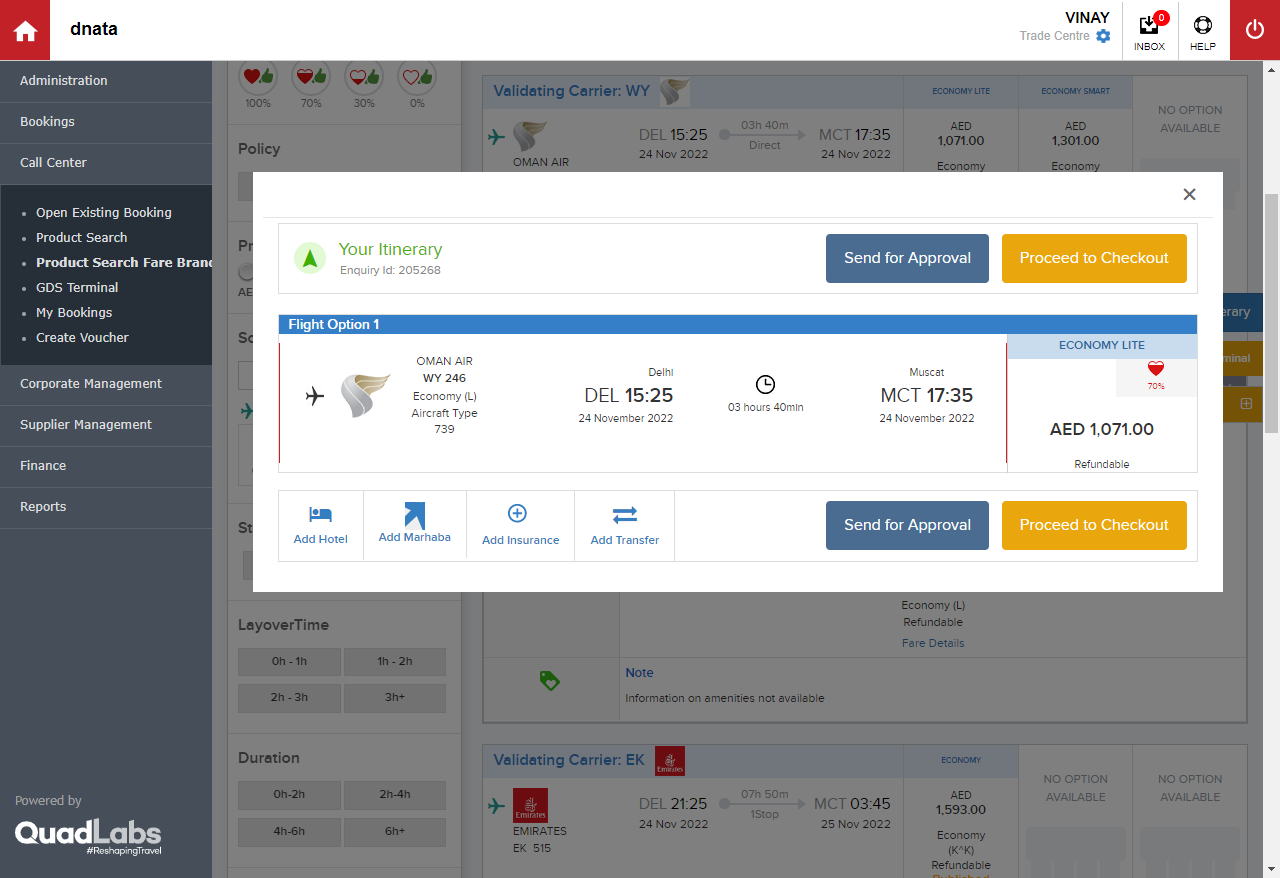 dnata
VINAY
Trade Centre
0
INBOX
HELP
Administration
Bookings
Call Center
Open Existing Booking
Product Search
Product Search Fare Brand
GDS Terminal
My Bookings
Create Voucher
Corporate Management
Supplier Management
Finance
Reports
Powered by
QuadLabs
#ReshapingTravel
100%
70%
30%
0%
Policy
Pr
AE
So
St
LayoverTime
0h - 1h
1h - 2h
2h - 3h
3h+
Duration
0h-2h
2h-4h
4h-6h
6h+
Validating Carrier: WY
ECONOMY LITE
ECONOMY SMART
NO OPTION
AVAILABLE
OMAN AIR
DEL 15:25
24 Nov 2022
03h 40m
Direct
MCT 17:35
24 Nov 2022
AED
1,071.00
Economy
AED
1,301.00
Economy
Your Itinerary
Enquiry Id: 205268
Send for Approval
Proceed to Checkout
Flight Option 1
OMAN AIR
WY 246
Economy (L)
Aircraft Type
739
Delhi
DEL 15:25
24 November 2022
03 hours 40min
Muscat
MCT 17:35
24 November 2022
ECONOMY LITE
70%
AED 1,071.00
Refundable
Add Hotel
Add Marhaba
Add Insurance
Add Transfer
Send for Approval
Proceed to Checkout
erary
minal
Economy (L)
Refundable
Fare Details
Note
Information on amenities not available
Validating Carrier: EK
Emirates
ECONOMY
NO OPTION
AVAILABLE
NO OPTION
AVAILABLE
Emirates
EMIRATES
EK 515
DEL 21:25
24 Nov 2022
07h 50m
1Stop
MCT 03:45
25 Nov 2022
AED
1,593.00
Economy
(K^K)
Refundable
Published